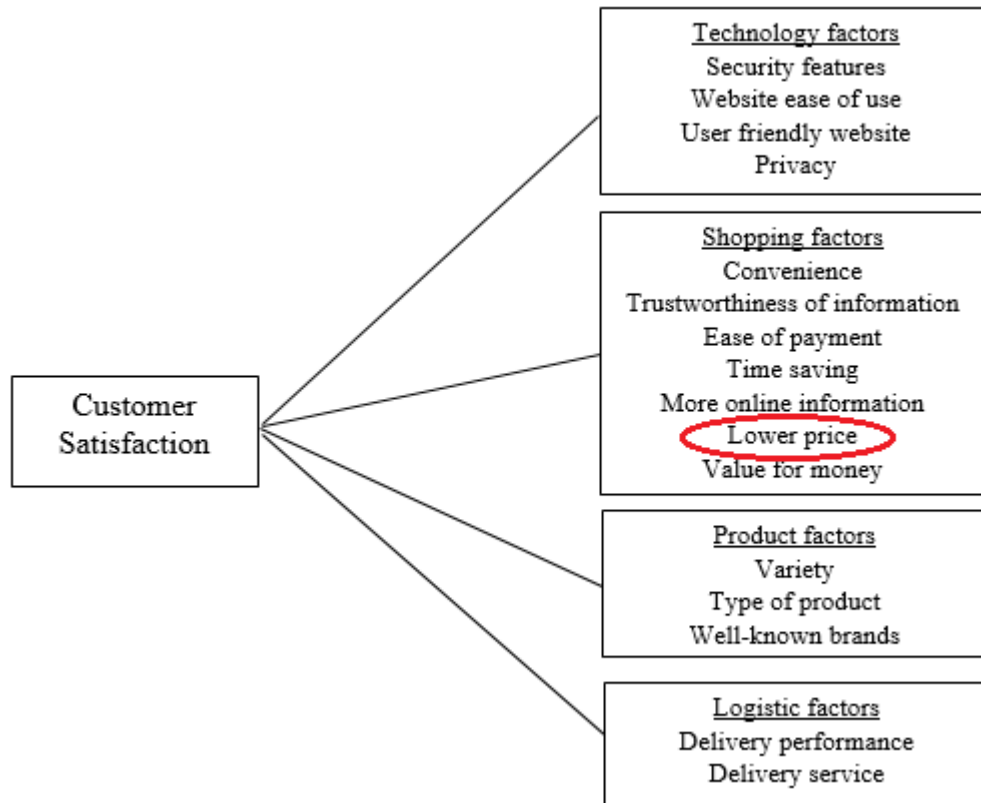 Technology factors
Security features
Website ease of use
User friendly website
Privacy
Shopping factors
Convenience
Trustworthiness of information
Ease of payment
Time saving
More online information
Lower price
Value for money
Customer
Satisfaction
Product factors
Variety
Type of product
Well-known brands
Logistic factors
Delivery performance
Delivery service